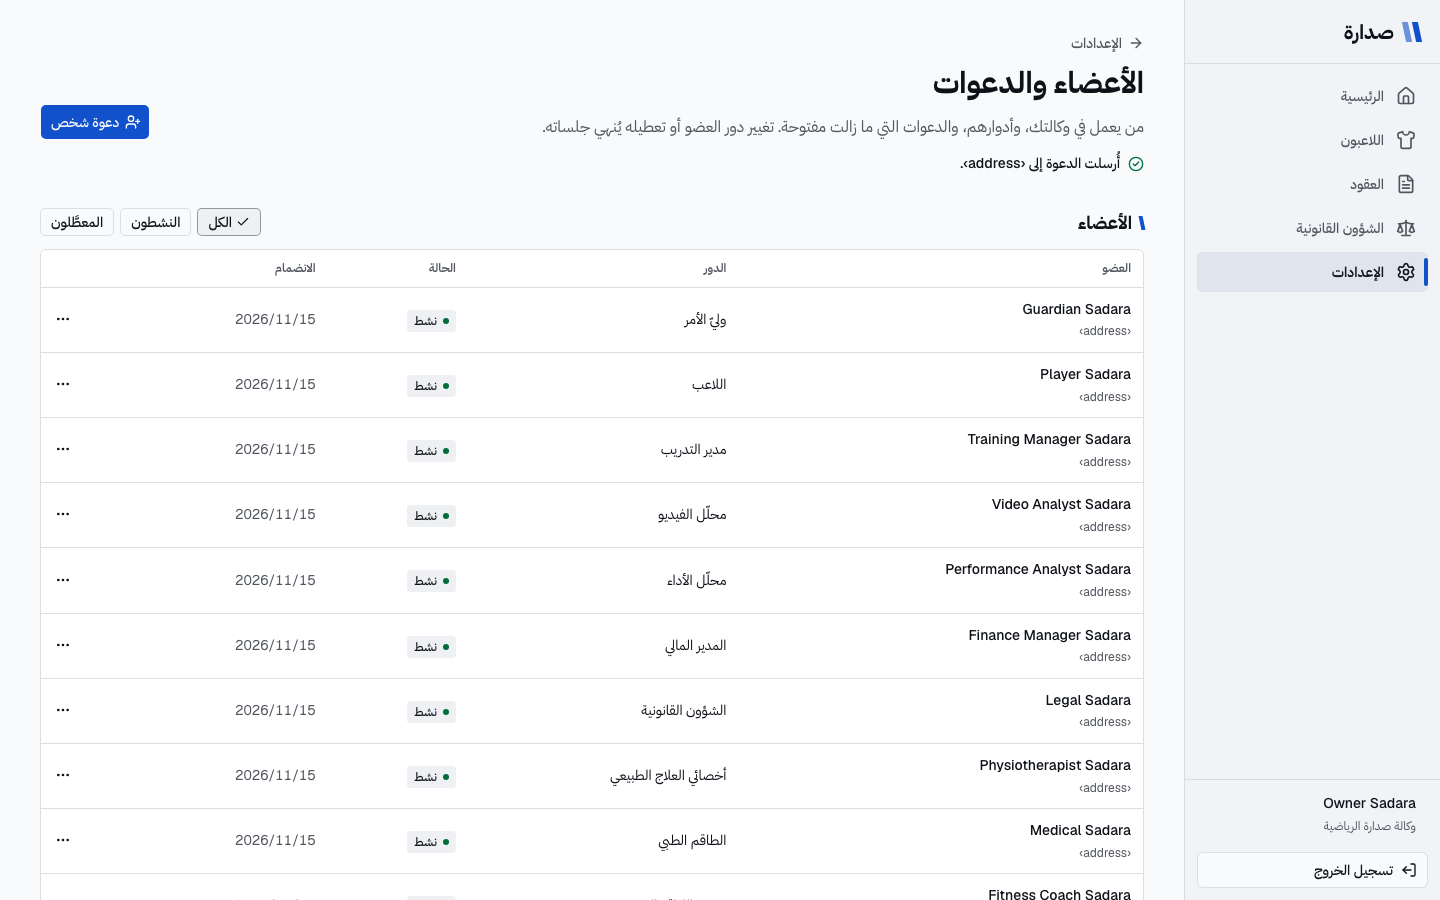 صدارة
الرئيسية
اللاعبون
العقود
الشؤون القانونية
الإعدادات
Owner Sadara
وكالة صدارة الرياضية
تسجيل الخروج
الإعدادات
الأعضاء والدعوات
من يعمل في وكالتك، وأدوارهم، والدعوات التي ما زالت مفتوحة. تغيير دور العضو أو تعطيله يُنهي جلساته.
أُرسلت الدعوة إلى ‹address›.
دعوة شخص
الأعضاء
الكل
النشطون
المعطَّلون
العضو الدور الحالة الانضمام
Guardian Sadara
‹address›
وليّ الأمر
نشط
2026/11/15
Player Sadara
‹address›
اللاعب
نشط
2026/11/15
Training Manager Sadara
‹address›
مدير التدريب
نشط
2026/11/15
Video Analyst Sadara
‹address›
محلّل الفيديو
نشط
2026/11/15
Performance Analyst Sadara
‹address›
محلّل الأداء
نشط
2026/11/15
Finance Manager Sadara
‹address›
المدير المالي
نشط
2026/11/15
Legal Sadara
‹address›
الشؤون القانونية
نشط
2026/11/15
Physiotherapist Sadara
‹address›
أخصائي العلاج الطبيعي
نشط
2026/11/15
Medical Sadara
‹address›
الطاقم الطبي
نشط
2026/11/15
Fitness Coach Sadara